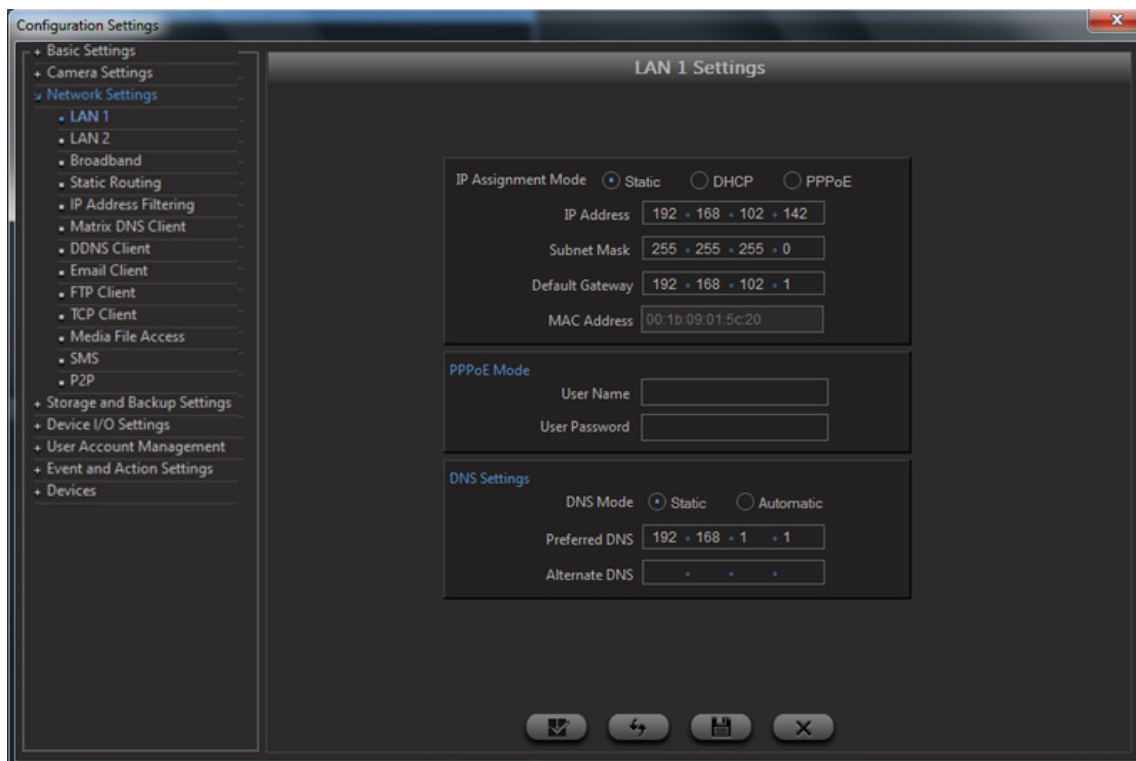 Configuration Settings
+ Basic Settings
+ Camera Settings
Network Settings
LAN 1
LAN 2
Broadband
Static Routing
IP Address Filtering
Matrix DNS Client
DDNS Client
Email Client
FTP Client
TCP Client
Media File Access
SMS
P2P
+ Storage and Backup Settings
+ Device I/O Settings
+ User Account Management
+ Event and Action Settings
+ Devices
LAN 1 Settings
IP Assignment Mode Static DHCP PPPoE
IP Address 192 • 168 • 102 • 142
Subnet Mask 255 • 255 • 255 • 0
Default Gateway 192 • 168 • 102 • 1
MAC Address 00:1b:09:01:5c:20
PPPoE Mode
User Name
User Password
DNS Settings
DNS Mode Static Automatic
Preferred DNS 192 • 168 • 1 • 1
Alternate DNS • • •